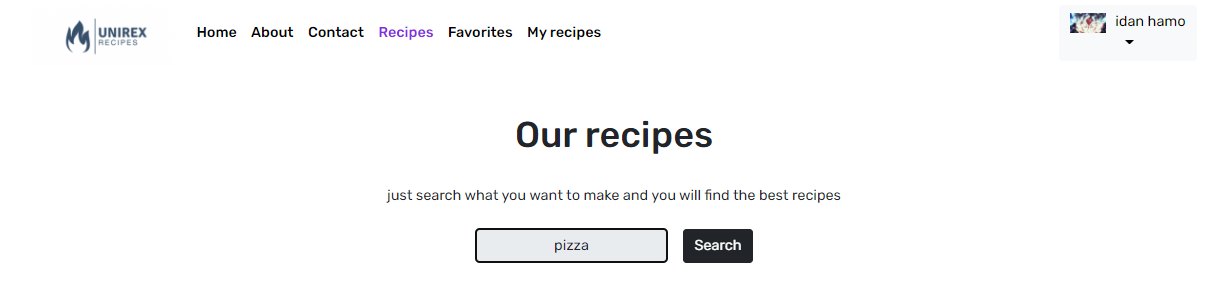 UNIREX
RECIPES
Home About Contact Recipes Favorites My recipes
idan hamo
Our recipes
just search what you want to make and you will find the best recipes
pizza Search